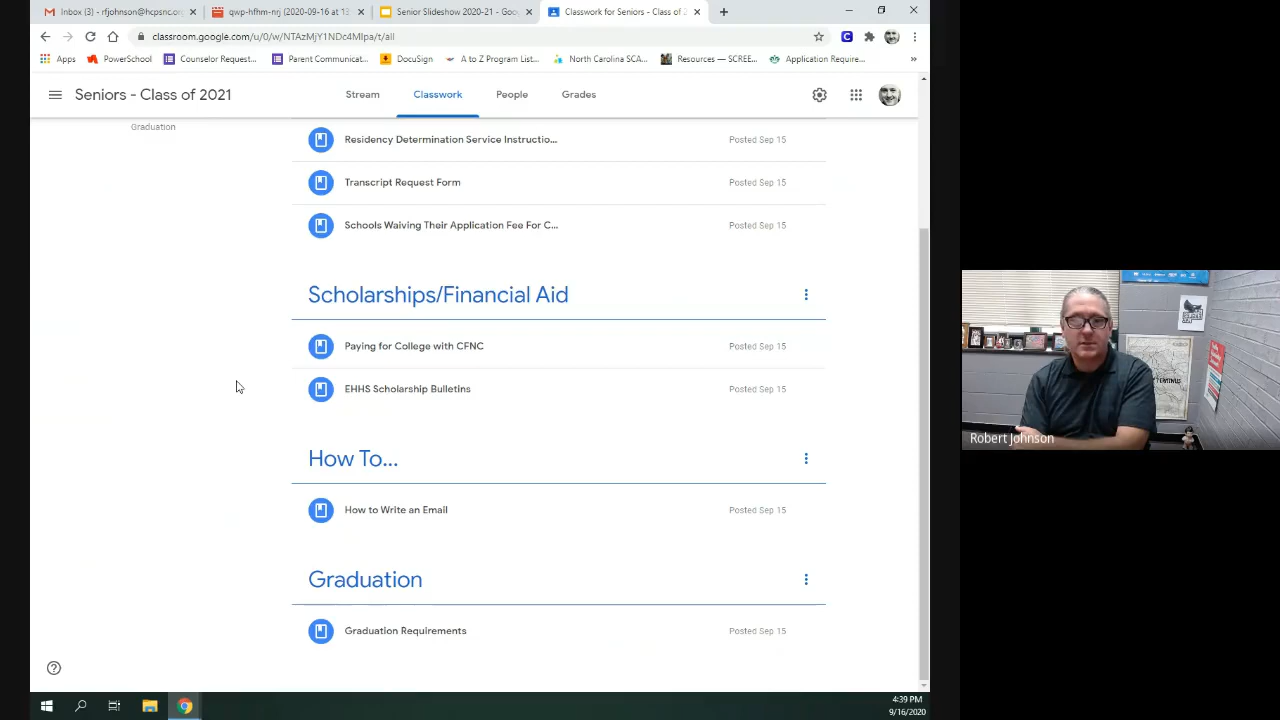 Inbox (3) - rfjohnson@hcpsnc.or
qwp-hfhm-nrj (2020-09-16 at 13
Senior Slideshow 2020-21 - Goog
Classwork for Seniors - Class of 2
classroom.google.com/u/0/w/NTAzMjY1NDc4Mlpa/t/all
Apps
PowerSchool
Counselor Request...
Parent Communicat...
DocuSign
A to Z Program List...
North Carolina SCA...
Resources — SCREE...
Application Require...
»
Seniors - Class of 2021
Stream
Classwork
People
Grades
Graduation
Residency Determination Service Instructio... Posted Sep 15
Transcript Request Form Posted Sep 15
Schools Waiving Their Application Fee For C... Posted Sep 15
Scholarships/Financial Aid
Paying for College with CFNC Posted Sep 15
EHHS Scholarship Bulletins Posted Sep 15
How To...
How to Write an Email Posted Sep 15
Graduation
Graduation Requirements Posted Sep 15
4:39 PM
9/16/2020
Robert Johnson